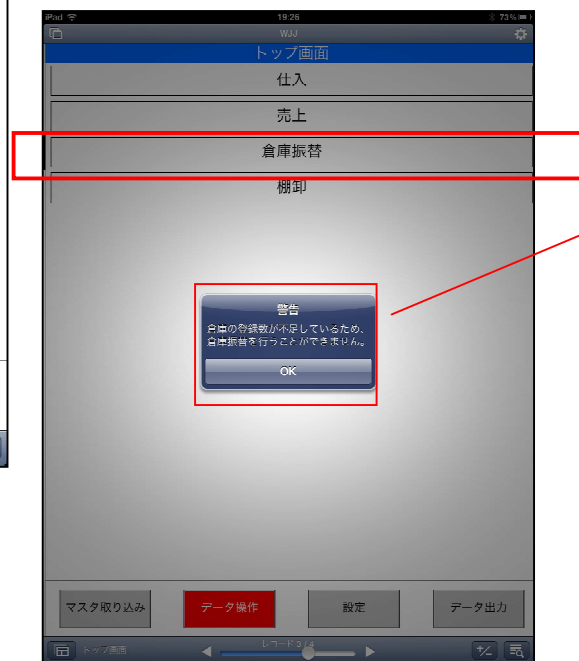 iPad 19:26 73%
WJJ
トップ画面
仕入
売上
倉庫振替
棚卸
警告
倉庫の登録数が不足しているため、
倉庫振替を行うことができません。
OK
マスタ取り込み データ操作 設定 データ出力
トップ画面 レコード 3 / 4